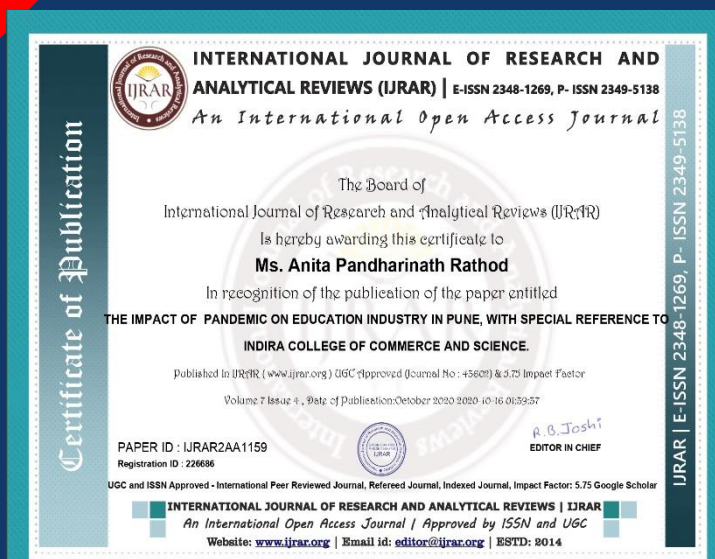 Certificate of Publication
IJRAR
INTERNATIONAL JOURNAL OF RESEARCH AND
ANALYTICAL REVIEWS (IJRAR) | E-ISSN 2348-1269, P- ISSN 2349-5138
An International Open Access Journal
The Board of
International Journal of Research and Analytical Reviews (IJRAR)
Is hereby awarding this certificate to
Ms. Anita Pandharinath Rathod
In recognition of the publication of the paper entitled
THE IMPACT OF PANDEMIC ON EDUCATION INDUSTRY IN PUNE, WITH SPECIAL REFERENCE TO
INDIRA COLLEGE OF COMMERCE AND SCIENCE.
Published In IJRAR ( www.ijrar.org ) UGC Approved (Journal No : 43602) & 5.75 Impact Factor
Volume 7 Issue 4 , Date of Publication:October 2020 2020-10-16 01:39:37
PAPER ID : IJRAR2AA1159
Registration ID : 226686
R.B.Joshi
EDITOR IN CHIEF
UGC and ISSN Approved - International Peer Reviewed Journal, Refereed Journal, Indexed Journal, Impact Factor: 5.75 Google Scholar
INTERNATIONAL JOURNAL OF RESEARCH AND ANALYTICAL REVIEWS | IJRAR
An International Open Access Journal | Approved by ISSN and UGC
Website: www.ijrar.org | Email id: editor@ijrar.org | ESTD: 2014
IJRAR | E-ISSN 2348-1269, P- ISSN 2349-5138